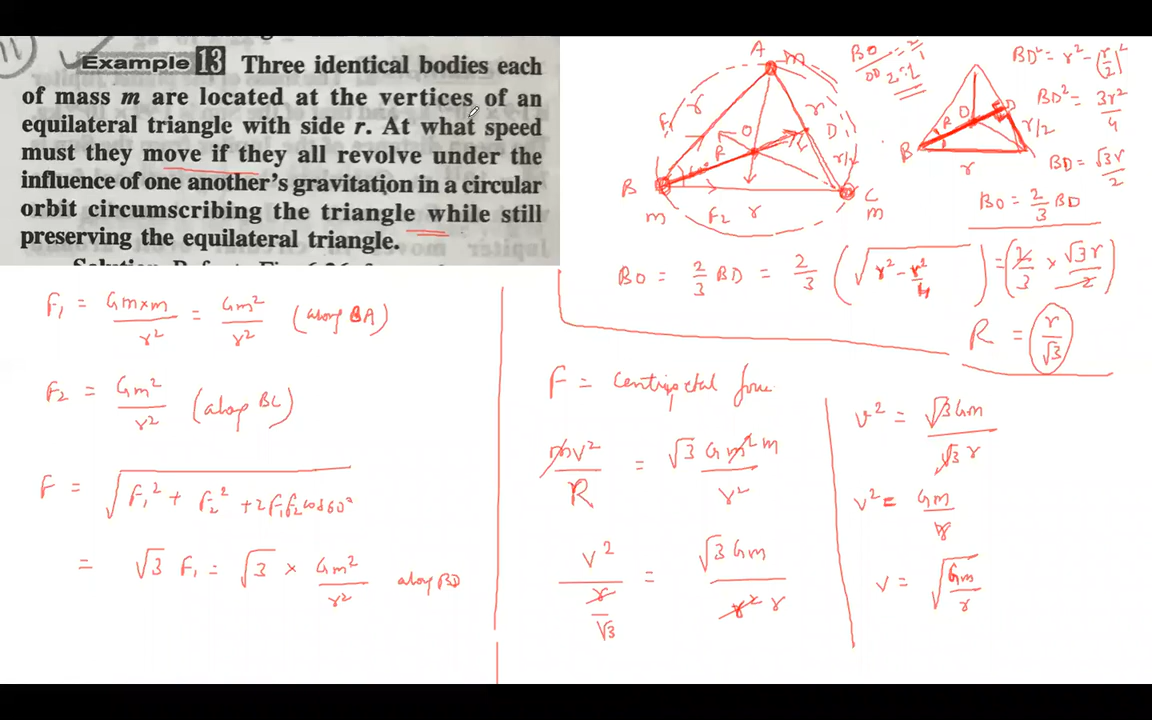 11
Example 13 Three identical bodies each
of mass m are located at the vertices of an
equilateral triangle with side r. At what speed
must they move if they all revolve under the
influence of one another's gravitation in a circular
orbit circumscribing the triangle while still
preserving the equilateral triangle.
A m
r
r
F1
O
D
R
60°
r/2
B
C
m
F2
r
m
BO
OD 2:1
O
D
R
r/2
B
r
BD² = r² - (r/2)²
BD² = 3r²/4
BD = √3r/2
BO = 2/3 BD
BO = 2/3 BD = 2/3 (√r² - r²/4) = (2/3 × √3r/2)
R = r/√3
F1 = Gm×m/r² = Gm²/r² (along BA)
F2 = Gm²/r² (along BC)
F = √F1² + F2² + 2F1F2cos60°
= √3 F1 = √3 × Gm²/r² along BD
F = Centripetal force
mv²/R = √3 Gm²m/r²
v²/(r/√3) = √3 Gm/r² r
v² = √3Gm/√3 r
v² = Gm/r
v = √Gm/r